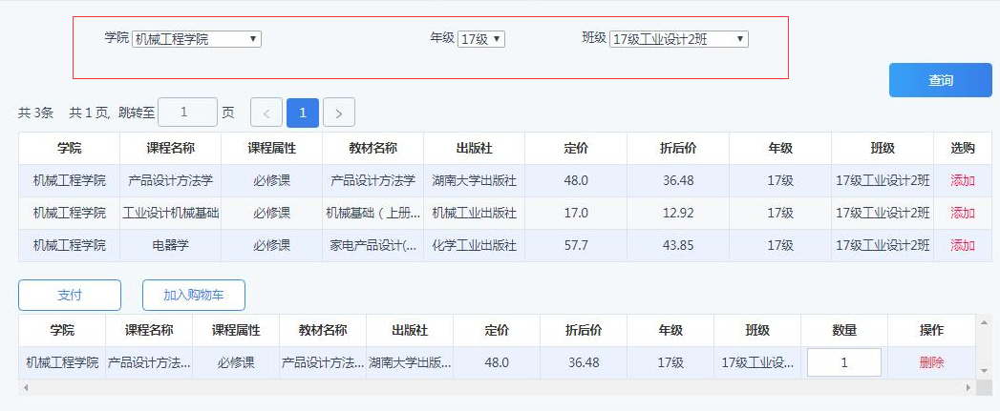 学院 机械工程学院 年级 17级 班级 17级工业设计2班
查询
共 3条 共 1 页, 跳转至 1 页 < 1 >
学院 课程名称 课程属性 教材名称 出版社 定价 折后价 年级 班级 选购
机械工程学院 产品设计方法学 必修课 产品设计方法学 湖南大学出版社 48.0 36.48 17级 17级工业设计2班 添加
机械工程学院 工业设计机械基础 必修课 机械基础（上册... 机械工业出版社 17.0 12.92 17级 17级工业设计2班 添加
机械工程学院 电器学 必修课 家电产品设计(... 化学工业出版社 57.7 43.85 17级 17级工业设计2班 添加
支付 加入购物车
学院 课程名称 课程属性 教材名称 出版社 定价 折后价 年级 班级 数量 操作
机械工程学院 产品设计方法... 必修课 产品设计方法... 湖南大学出版... 48.0 36.48 17级 17级工业设... 1 删除